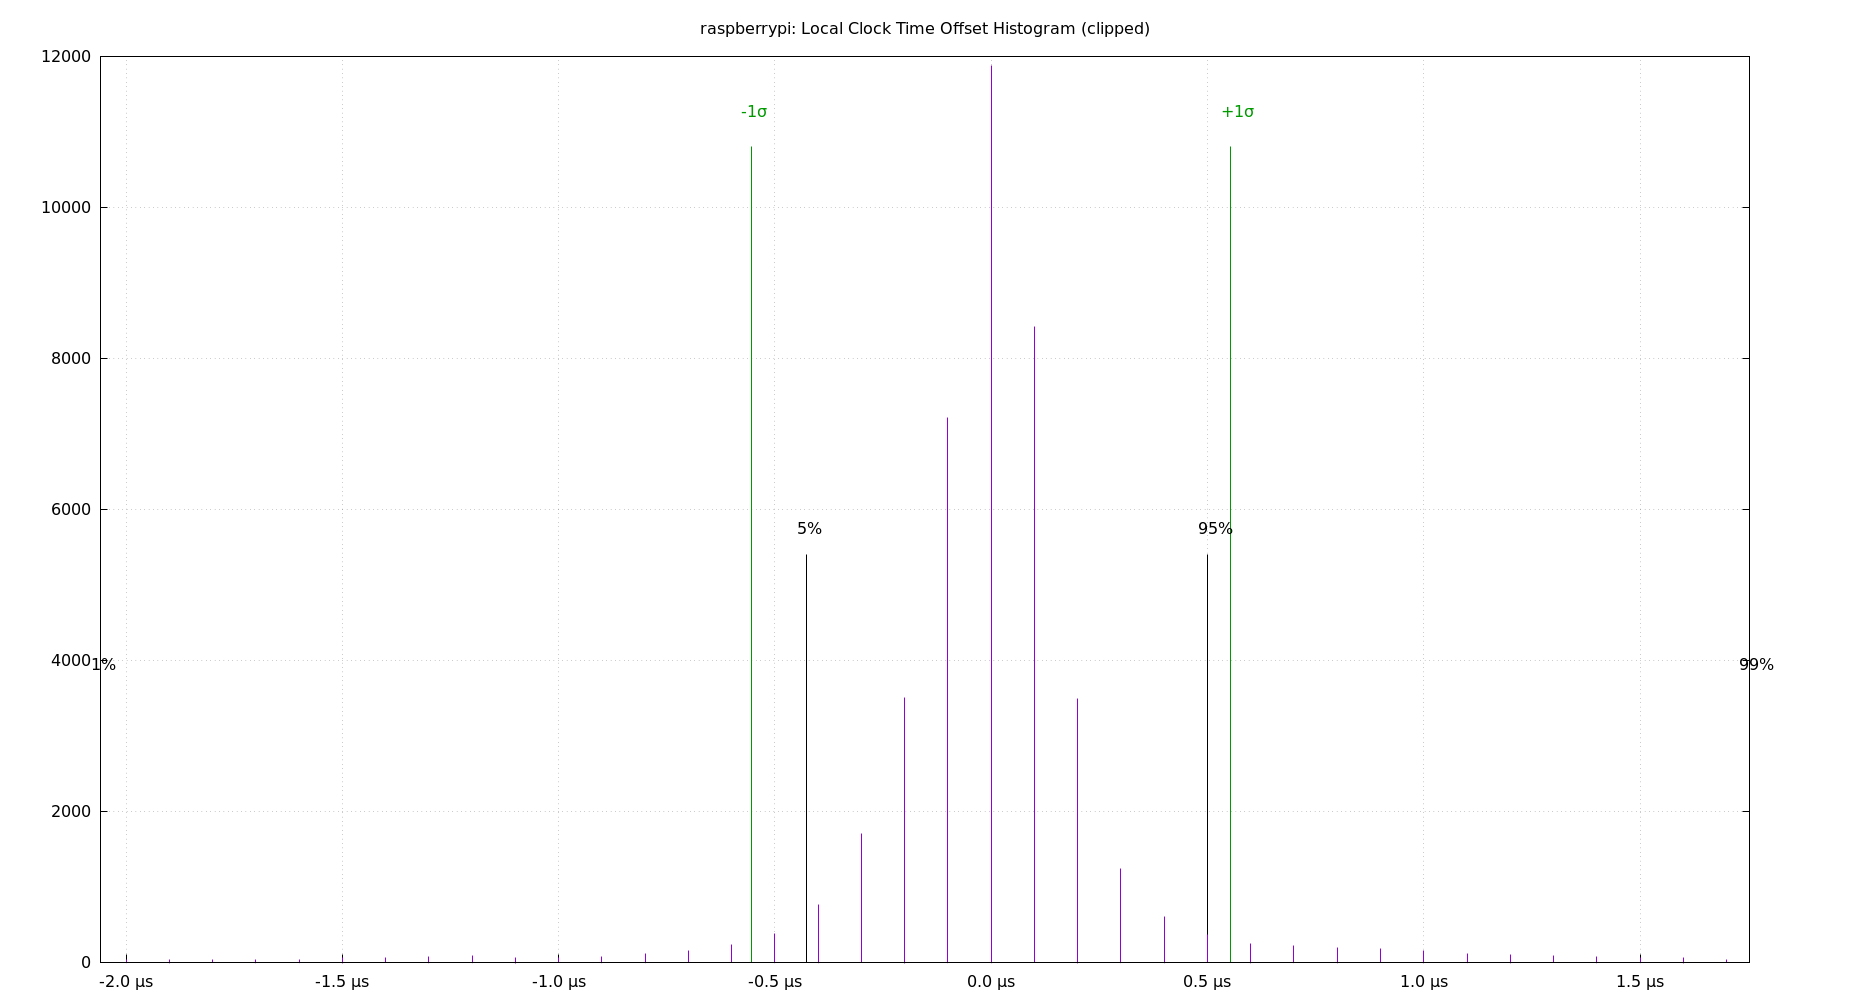 raspberrypi: Local Clock Time Offset Histogram (clipped)
12000
-1σ +1σ
10000
8000
6000
5% 95%
4000 1% 99%
2000
0
-2.0 µs -1.5 µs -1.0 µs -0.5 µs 0.0 µs 0.5 µs 1.0 µs 1.5 µs